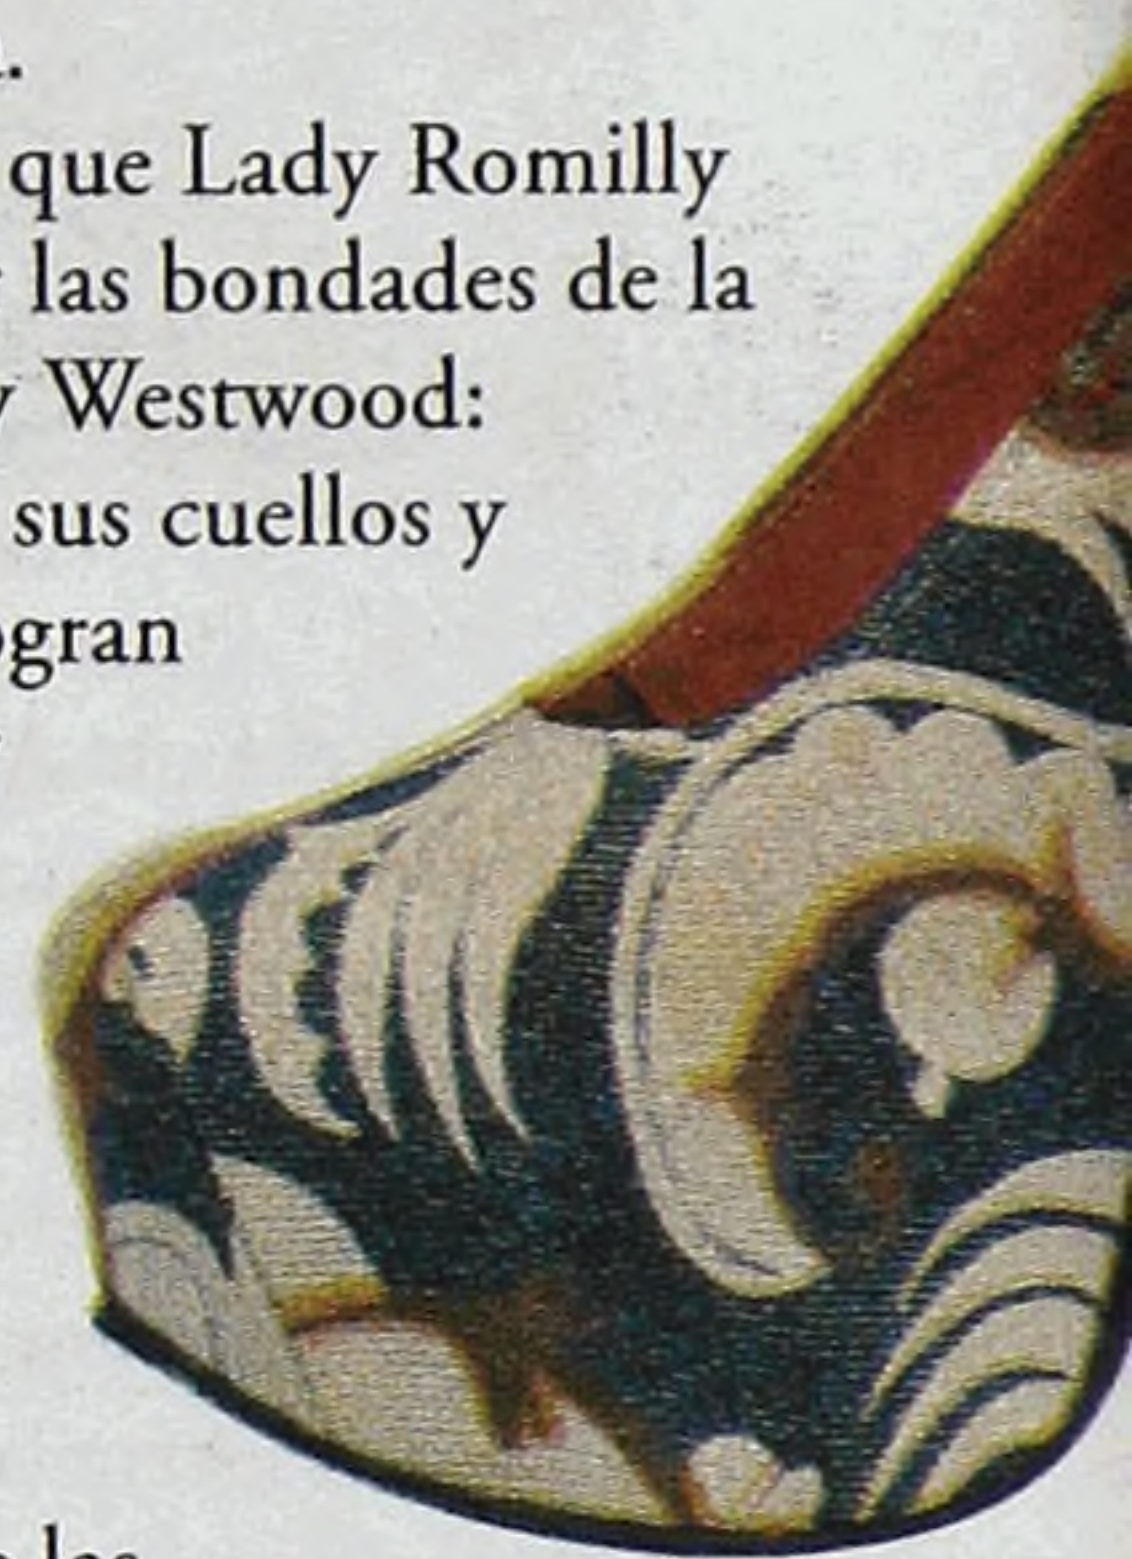 que Lady Romilly
las bondades de la
y Westwood:
sus cuellos y
gran